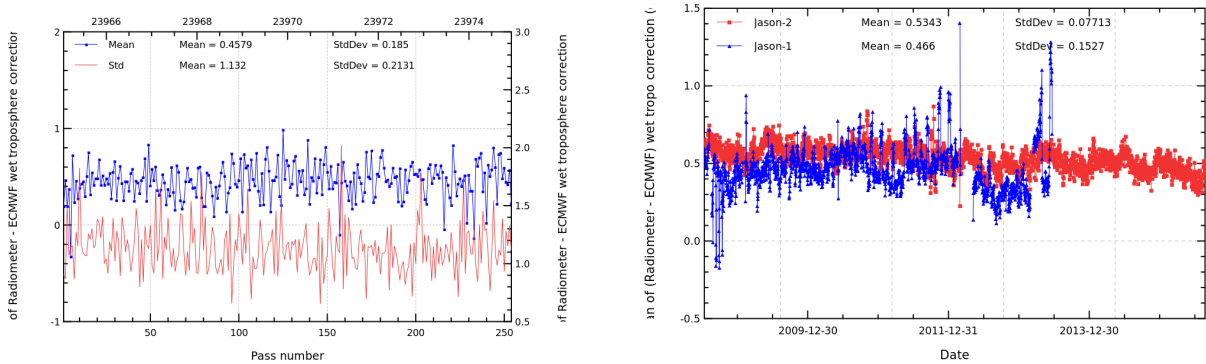 23966 23968 23970 23972 23974
of Radiometer - ECMWF wet troposphere correction
2
1
0
-1
Mean Mean = 0.4579 StdDev = 0.185
Std Mean = 1.132 StdDev = 0.2131
50 100 150 200 250
Pass number
3.0
2.5
2.0
1.5
1.0
0.5
Radiometer - ECMWF wet troposphere correction
of (Radiometer - ECMWF) wet tropo correction (
1.5
1.0
0.5
0.0
-0.5
Jason-2 Mean = 0.5343 StdDev = 0.07713
Jason-1 Mean = 0.466 StdDev = 0.1527
2009-12-30 2011-12-31 2013-12-30
Date